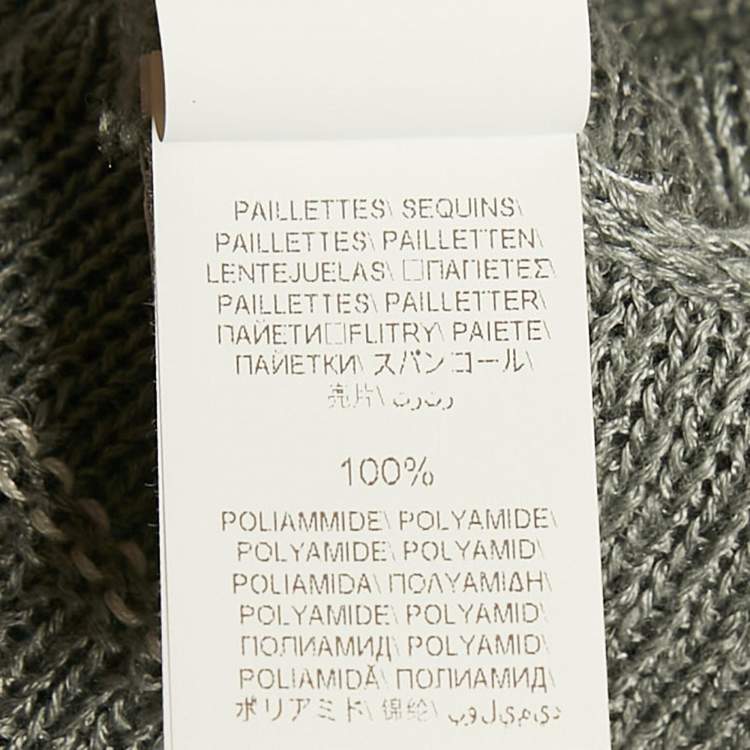 PAILLETTES\ SEQUINS\
PAILLETTES\ PAILLETTEN\
LENTEJUELAS\ □ΠΑΓΙΕΤΕΣ\
PAILLETTES\ PAILLETTER\
ПАЙЕТИ□FLITRY\ PAIETE\
ПАЙЕТКИ\ スパンコール\
亮片\
100%
POLIAMMIDE\ POLYAMIDE\
POLYAMIDE\ POLYAMID\
POLIAMIDA\ ΠΟΛΥΑΜΙΔΗ\
POLYAMIDE\ POLYAMID\
ПОЛИАМИД\ POLYAMID\
POLIAMIDĂ\ ПОЛИАМИД\
ポリアミド\ 锦纶\